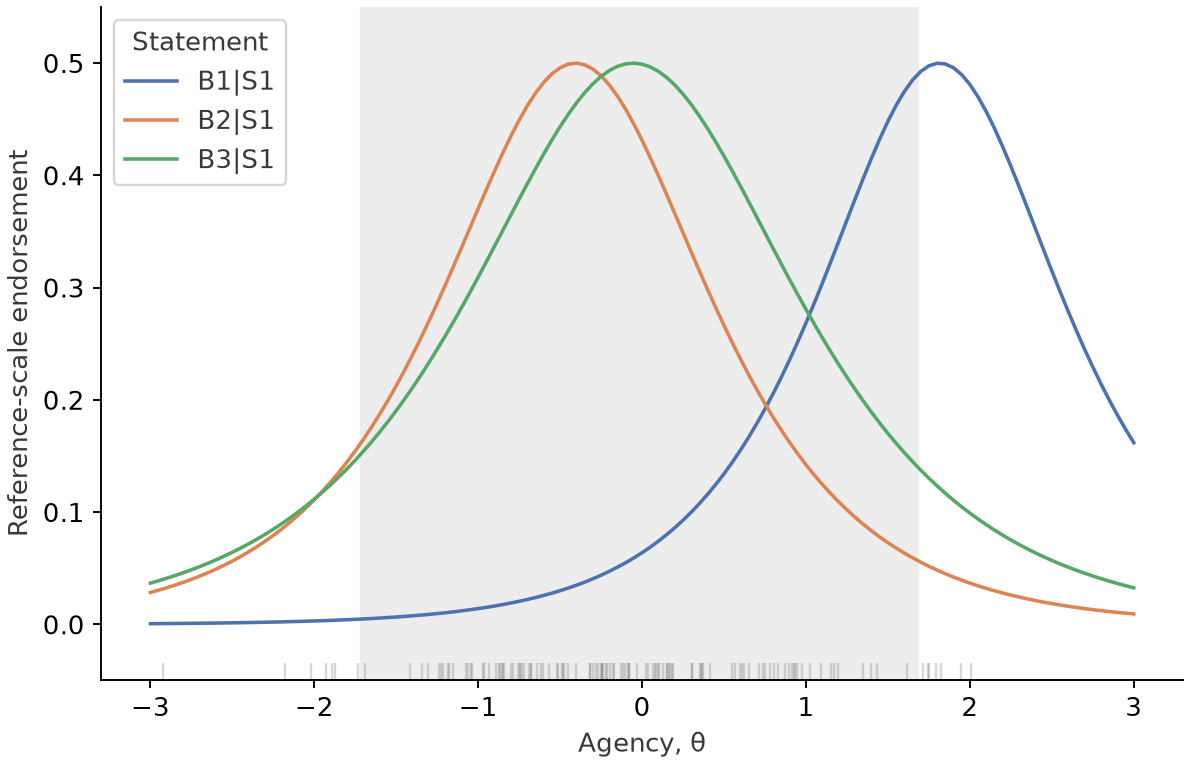 Statement
B1|S1
B2|S1
B3|S1
Reference-scale endorsement
0.5
0.4
0.3
0.2
0.1
0.0
−3
−2
−1
0
1
2
3
Agency, θ